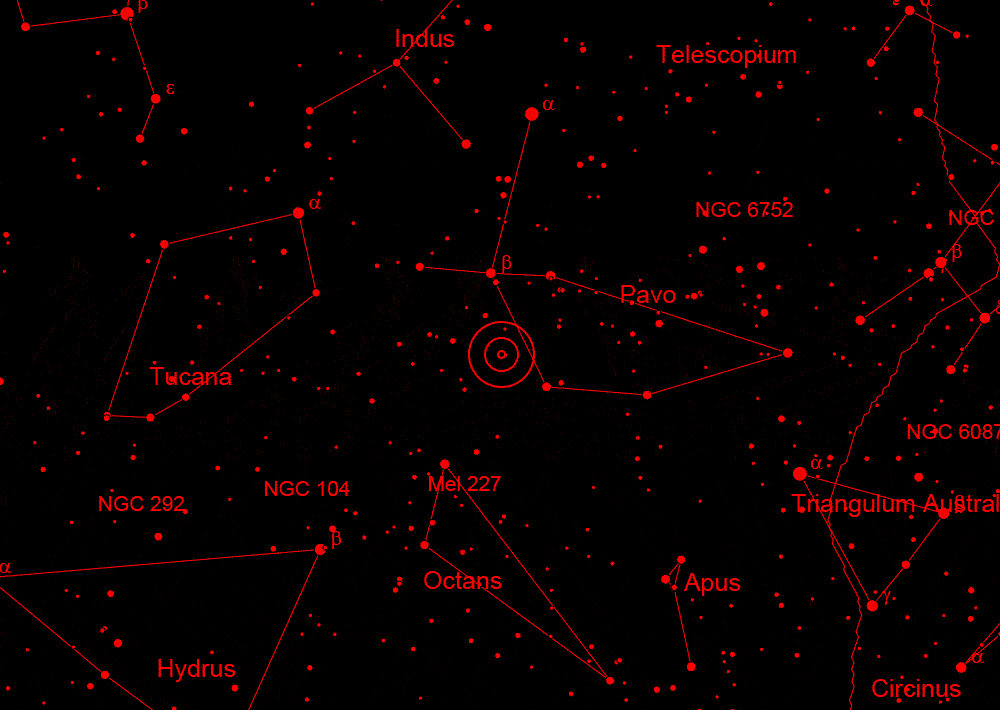 β
α
Indus
Telescopium
ε
α
α
NGC 6752
NGC
β
β
Pavo
Tucana
NGC 6087
α
Mel 227
NGC 104
NGC 292
Triangulum Austral
β
β
α
Octans
Apus
γ
α
Hydrus
Circinus